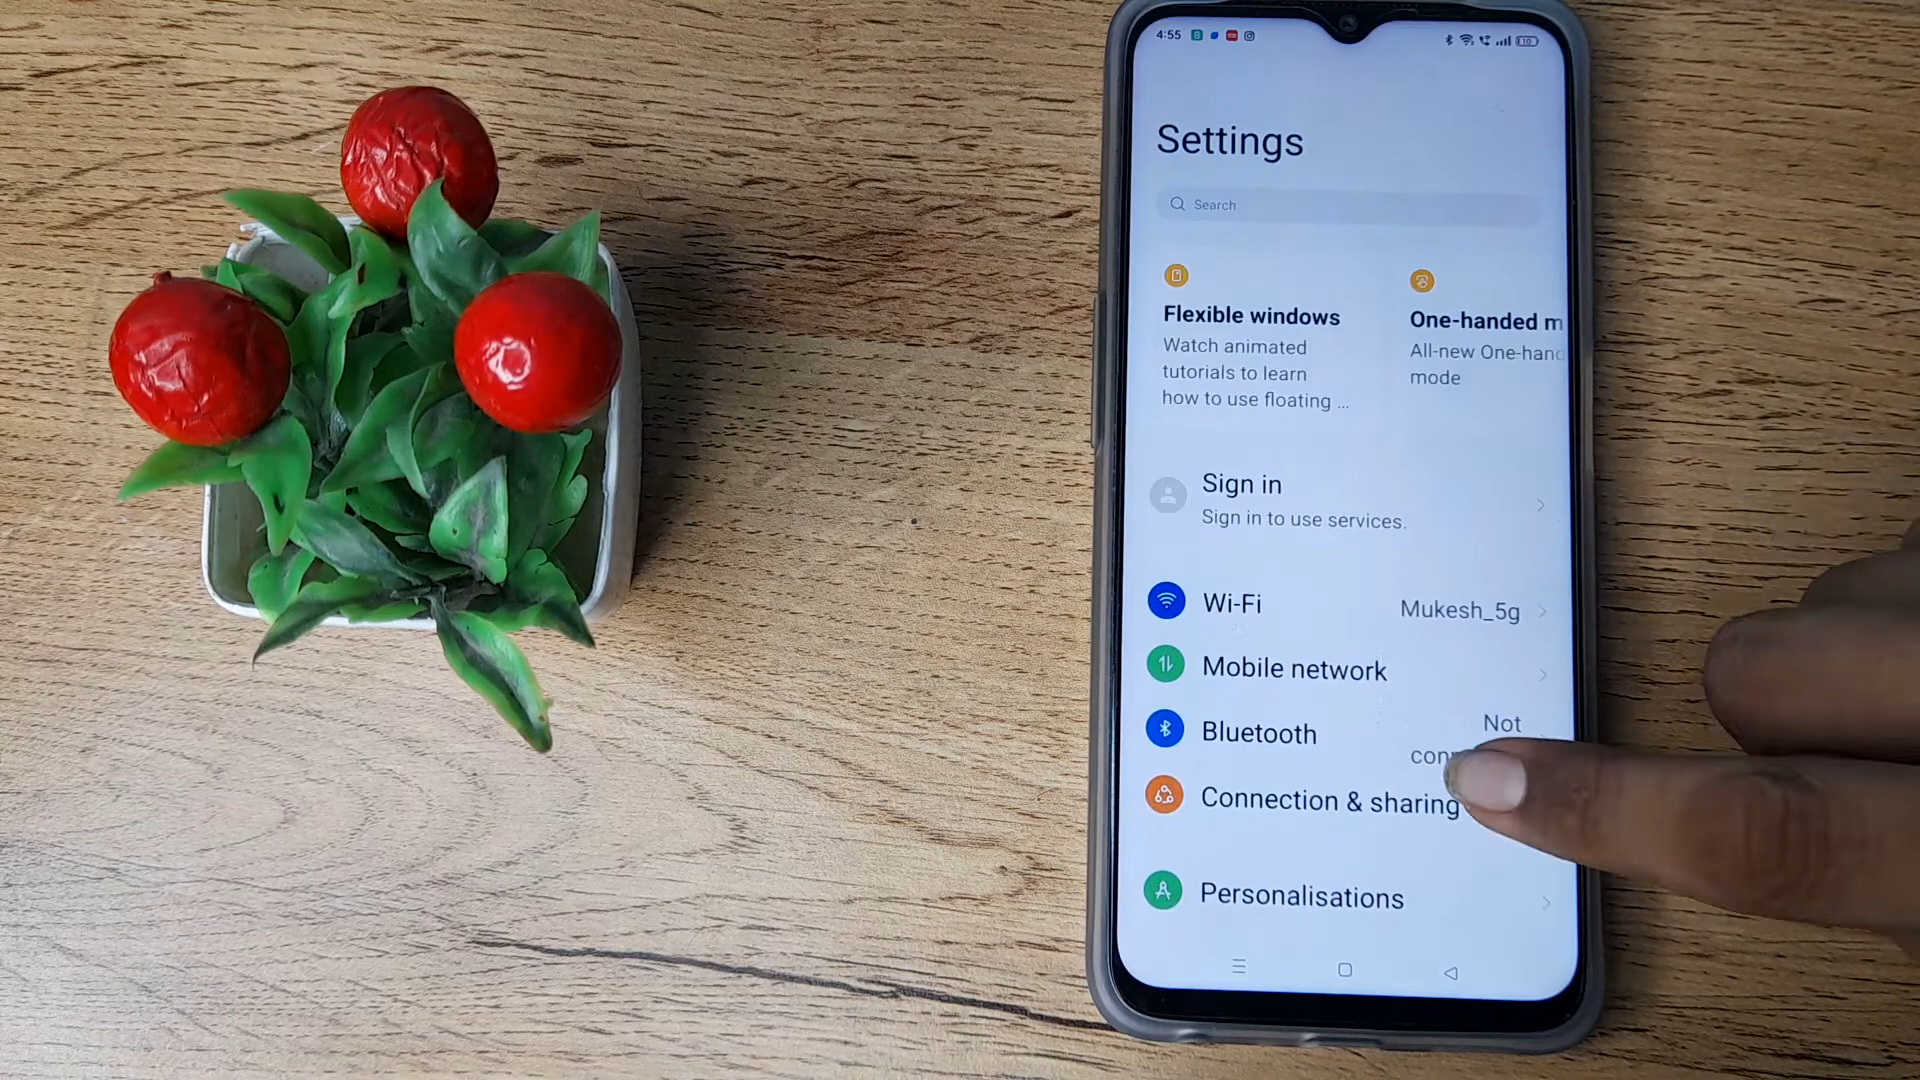 4:55
Settings
Search
Flexible windows
Watch animated
tutorials to learn
how to use floating ...
One-handed m
All-new One-hand
mode
Sign in
Sign in to use services.
Wi-Fi
Mukesh_5g
Mobile network
Bluetooth
Not
Connection & sharing
Personalisations